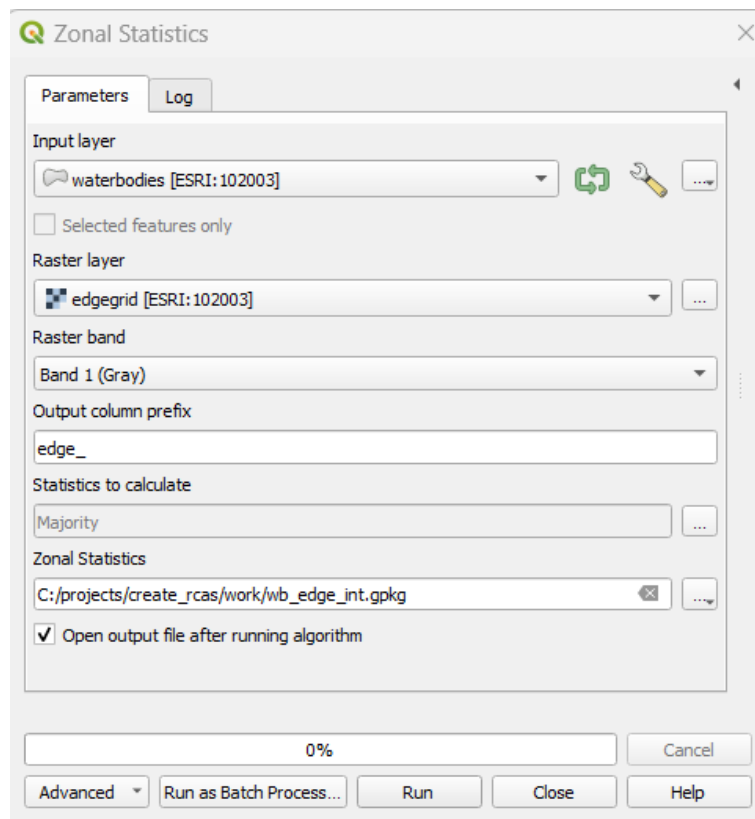 Zonal Statistics
Parameters
Log
Input layer
waterbodies [ESRI:102003]
...
Selected features only
Raster layer
edgegrid [ESRI:102003]
...
Raster band
Band 1 (Gray)
Output column prefix
edge_
Statistics to calculate
Majority
...
Zonal Statistics
C:/projects/create_rcas/work/wb_edge_int.gpkg
...
Open output file after running algorithm
0%
Cancel
Advanced
Run as Batch Process...
Run
Close
Help